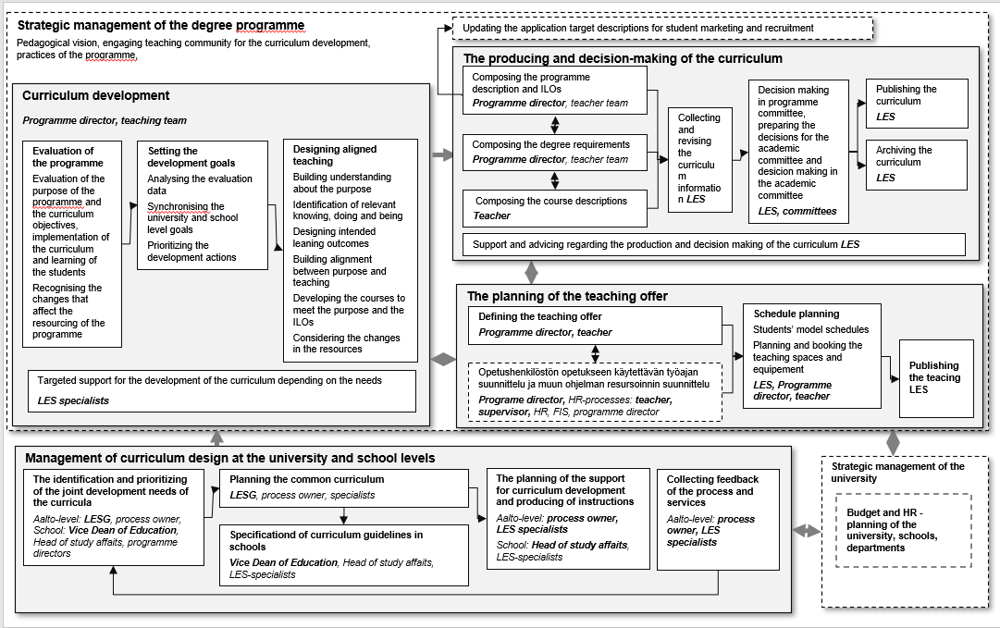 Strategic management of the degree programme
Pedagogical vision, engaging teaching community for the curriculum development,
practices of the programme,
Updating the application target descriptions for student marketing and recruitment
Curriculum development
Programme director, teaching team
Evaluation of
the programme
Evaluation of the
purpose of the
programme and
the curriculum
objectives,
implementation of
the curriculum
and learning of
the students
Recognising the
changes that
affect the
resourcing of the
programme
Setting the
development goals
Analysing the evaluation
data
Synchronising the
university and school
level goals
Prioritizing the
development actions
Designing aligned
teaching
Building understanding
about the purpose
Identification of relevant
knowing, doing and being
Designing intended
leaning outcomes
Building alignment
between purpose and
teaching
Developing the courses to
meet the purpose and the
ILOs
Considering the changes
in the resources
Targeted support for the development of the curriculum depending on the needs
LES specialists
The producing and decision-making of the curriculum
Composing the programme
description and ILOs
Programme director, teacher team
Composing the degree requirements
Programme director, teacher team
Composing the course descriptions
Teacher
Collecting
and
revising
the
curriculu
m
informatio
n LES
Decision making
in programme
committee,
preparing the
decisions for the
academic
committee and
desicion making in
the academic
committee
LES, committees
Publishing the
curriculum
LES
Archiving the
curriculum
LES
Support and advicing regarding the production and decision making of the curriculum LES
The planning of the teaching offer
Defining the teaching offer
Programme director, teacher
Opetushenkilöstön opetukseen käytettävän työajan
suunnittelu ja muun ohjelman resursoinnin suunnittelu
Programe director, HR-processes: teacher,
supervisor, HR, FIS, programme director
Schedule planning
Students' model schedules
Planning and booking the
teaching spaces and
equipement
LES, Programme
director, teacher
Publishing
the teacing
LES
Management of curriculum design at the university and school levels
The identification and prioritizing
of the joint development needs of
the curricula
Aalto-level: LESG, process owner,
School: Vice Dean of Education,
Head of study affaits, programme
directors
Planning the common curriculum
LESG, process owner, specialists
Specificationd of curriculum guidelines in
schools
Vice Dean of Education, Head of study affaits,
LES-specialists
The planning of the support
for curriculum development
and producing of instructions
Aalto-level: process owner,
LES specialists
School: Head of study affaits,
LES-specialists
Collecting feedback
of the process and
services
Aalto-level: process
owner, LES
specialists
Strategic management of the
university
Budget and HR -
planning of the
university, schools,
departments